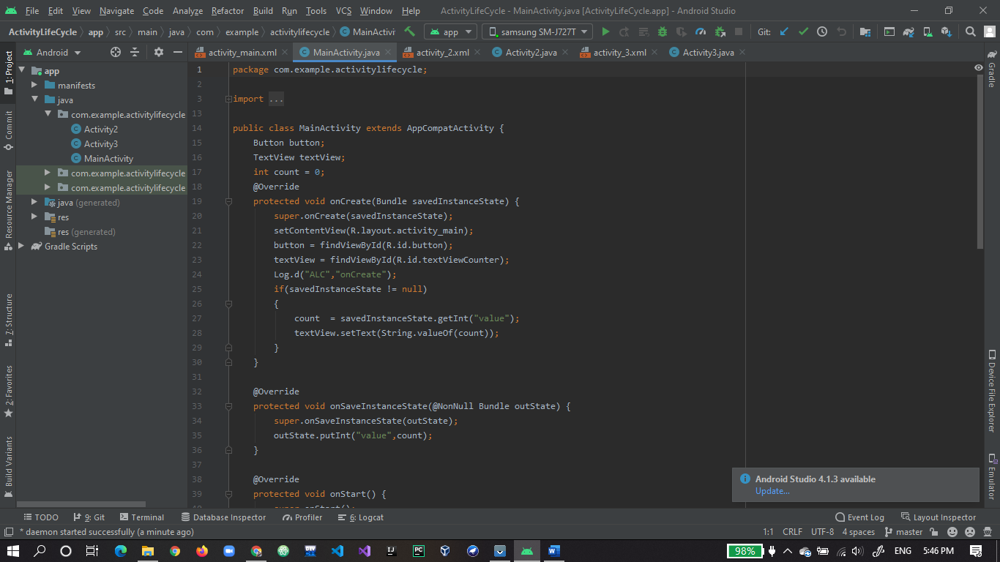 File Edit View Navigate Code Analyze Refactor Build Run Tools VCS Window Help ActivityLifeCycle - MainActivity.java [ActivityLifeCycle.app] - Android Studio
ActivityLifeCycle app src main java com example activitylifecycle MainActivi app samsung SM-J727T Git:
1: Project
Commit
Resource Manager
7: Structure
2: Favorites
Build Variants
Android
app
manifests
java
com.example.activitylifecycle
Activity2
Activity3
MainActivity
com.example.activitylifecycle
com.example.activitylifecycle
java (generated)
res
res (generated)
Gradle Scripts
activity_main.xml MainActivity.java activity_2.xml Activity2.java activity_3.xml Activity3.java
1 package com.example.activitylifecycle;
2
3 import ...
13
14 public class MainActivity extends AppCompatActivity {
15 Button button;
16 TextView textView;
17 int count = 0;
18 @Override
19 protected void onCreate(Bundle savedInstanceState) {
20 super.onCreate(savedInstanceState);
21 setContentView(R.layout.activity_main);
22 button = findViewById(R.id.button);
23 textView = findViewById(R.id.textViewCounter);
24 Log.d("ALC","onCreate");
25 if(savedInstanceState != null)
26 {
27 count  = savedInstanceState.getInt("value");
28 textView.setText(String.valueOf(count));
29 }
30 }
31
32 @Override
33 protected void onSaveInstanceState(@NonNull Bundle outState) {
34 super.onSaveInstanceState(outState);
35 outState.putInt("value",count);
36 }
37
38 @Override
39 protected void onStart() {
40 super.onStart();
Gradle
Device File Explorer
Emulator
Android Studio 4.1.3 available
Update...
TODO 9: Git Terminal Database Inspector Profiler 6: Logcat Event Log Layout Inspector
* daemon started successfully (a minute ago) 1:1 CRLF UTF-8 4 spaces master
98% ENG 5:46 PM